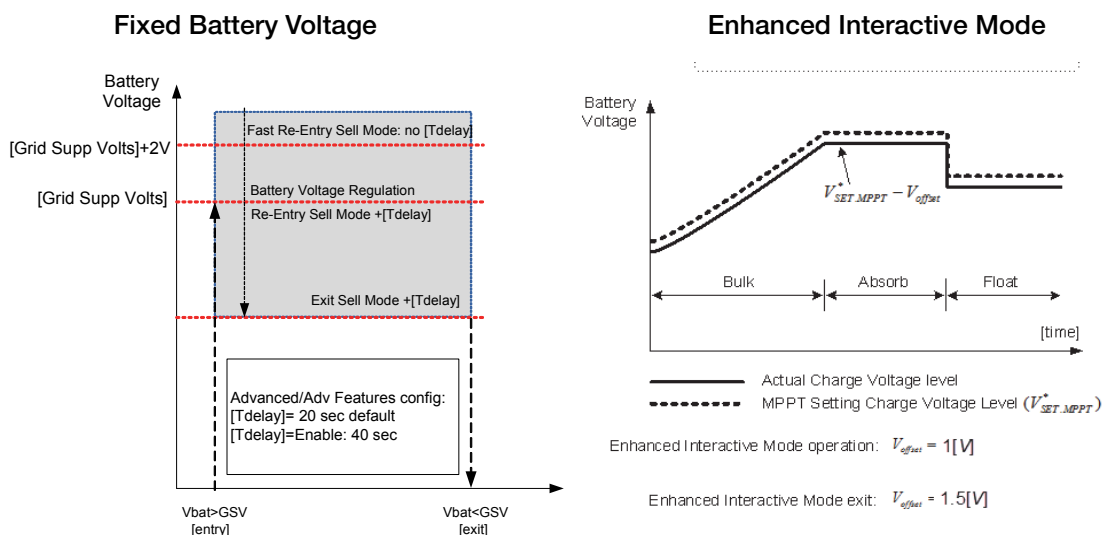 Fixed Battery Voltage
Battery
Voltage
[Grid Supp Volts]+2V
[Grid Supp Volts]
Fast Re-Entry Sell Mode: no [Tdelay]
Battery Voltage Regulation
Re-Entry Sell Mode +[Tdelay]
Exit Sell Mode +[Tdelay]
Advanced/Adv Features config:
[Tdelay]= 20 sec default
[Tdelay]=Enable: 40 sec
Vbat>GSV
[entry]
Vbat<GSV
[exit]
Enhanced Interactive Mode
Battery
Voltage
V*SET.MPPT − Voffset
Bulk
Absorb
Float
[time]
Actual Charge Voltage level
MPPT Setting Charge Voltage Level (V*SET.MPPT)
Enhanced Interactive Mode operation: Voffset = 1[V]
Enhanced Interactive Mode exit: Voffset = 1.5[V]